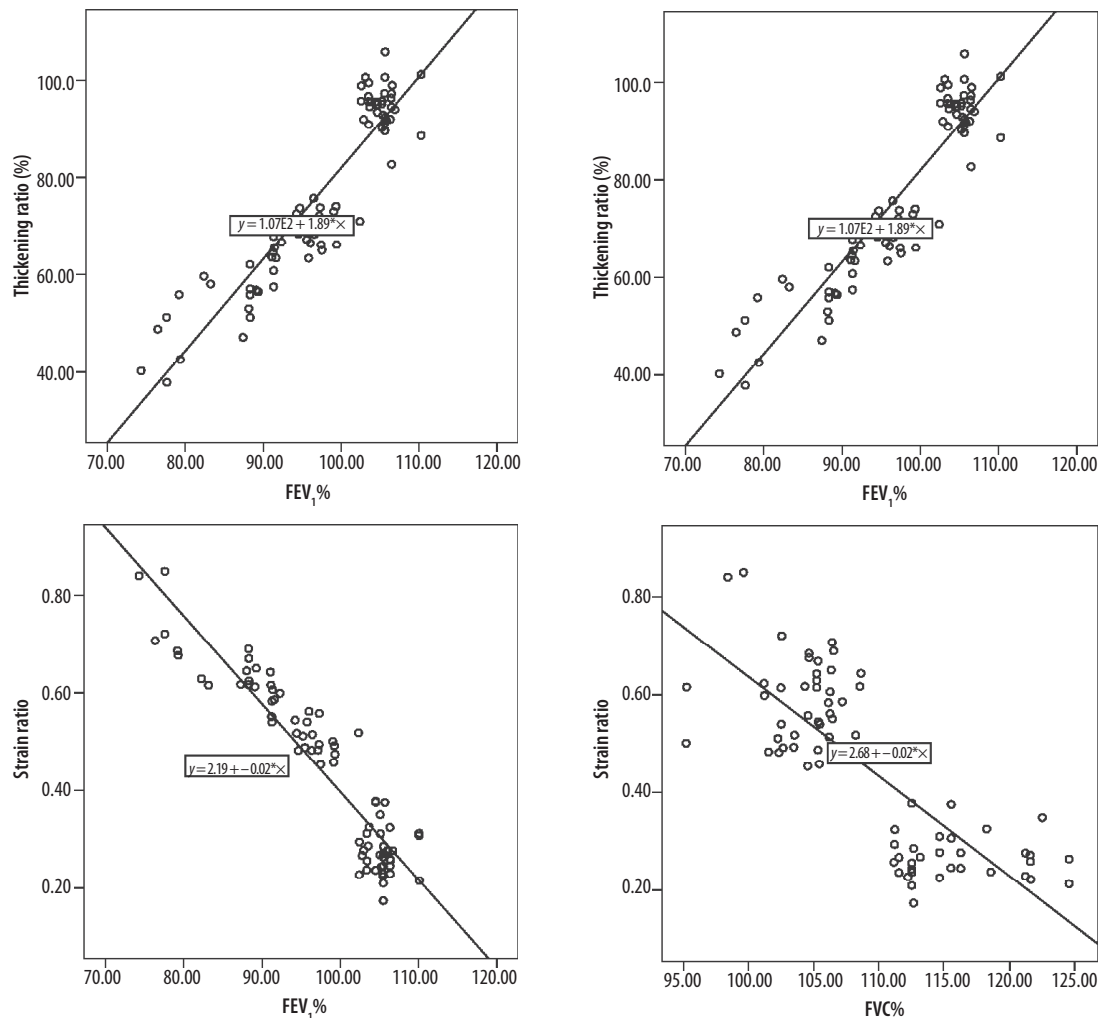 Thickening ratio (%)
100.0
80.00
60.00
40.00
y = 1.07E2 + 1.89*×
70.00 80.00 90.00 100.00 110.00 120.00
FEV₁%
Thickening ratio (%)
100.0
80.00
60.00
40.00
y = 1.07E2 + 1.89*×
70.00 80.00 90.00 100.00 110.00 120.00
FEV₁%
Strain ratio
0.80
0.60
0.40
0.20
y = 2.19 + −0.02*×
70.00 80.00 90.00 100.00 110.00 120.00
FEV₁%
Strain ratio
0.80
0.60
0.40
0.20
y = 2.68 + −0.02*×
95.00 100.00 105.00 110.00 115.00 120.00 125.00
FVC%